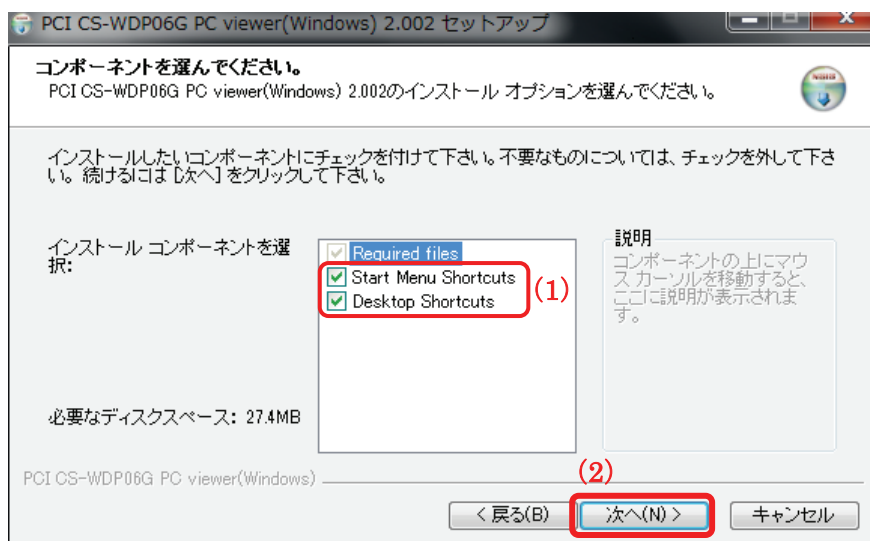 PCI CS-WDP06G PC viewer(Windows) 2.002 セットアップ
コンポーネントを選んでください。
PCI CS-WDP06G PC viewer(Windows) 2.002のインストール オプションを選んでください。
インストールしたいコンポーネントにチェックを付けて下さい。不要なものについては、チェックを外して下さ
い。 続けるには [次へ] をクリックして下さい。
インストール コンポーネントを選
択:
Required files
Start Menu Shortcuts
Desktop Shortcuts
(1)
説明
コンポーネントの上にマウ
ス カーソルを移動すると、
ここに説明が表示されま
す。
必要なディスクスペース: 27.4MB
PCI CS-WDP06G PC viewer(Windows)
(2)
< 戻る(B)
次へ(N) >
キャンセル